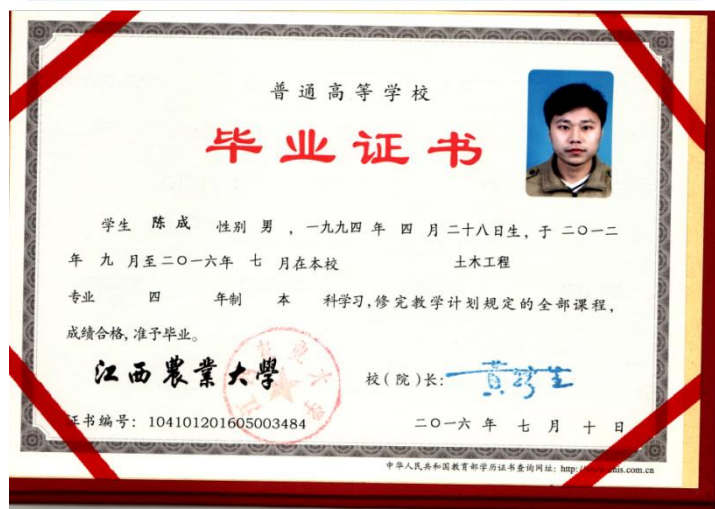 普通高等学校
毕业证书
学生 陈成 性别 男 ，一九九四 年 四 月 二十八日生，于 二〇一二
年 九 月至二〇一六年 七 月在本校 土木工程
专业 四 年制 本 科学习，修完教学计划规定的全部课程，
成绩合格，准予毕业。
江西農業大學
校（院）长：
证书编号：104101201605003484
二〇一六 年 七 月 十 日
中华人民共和国教育部学历证书查询网址：http: